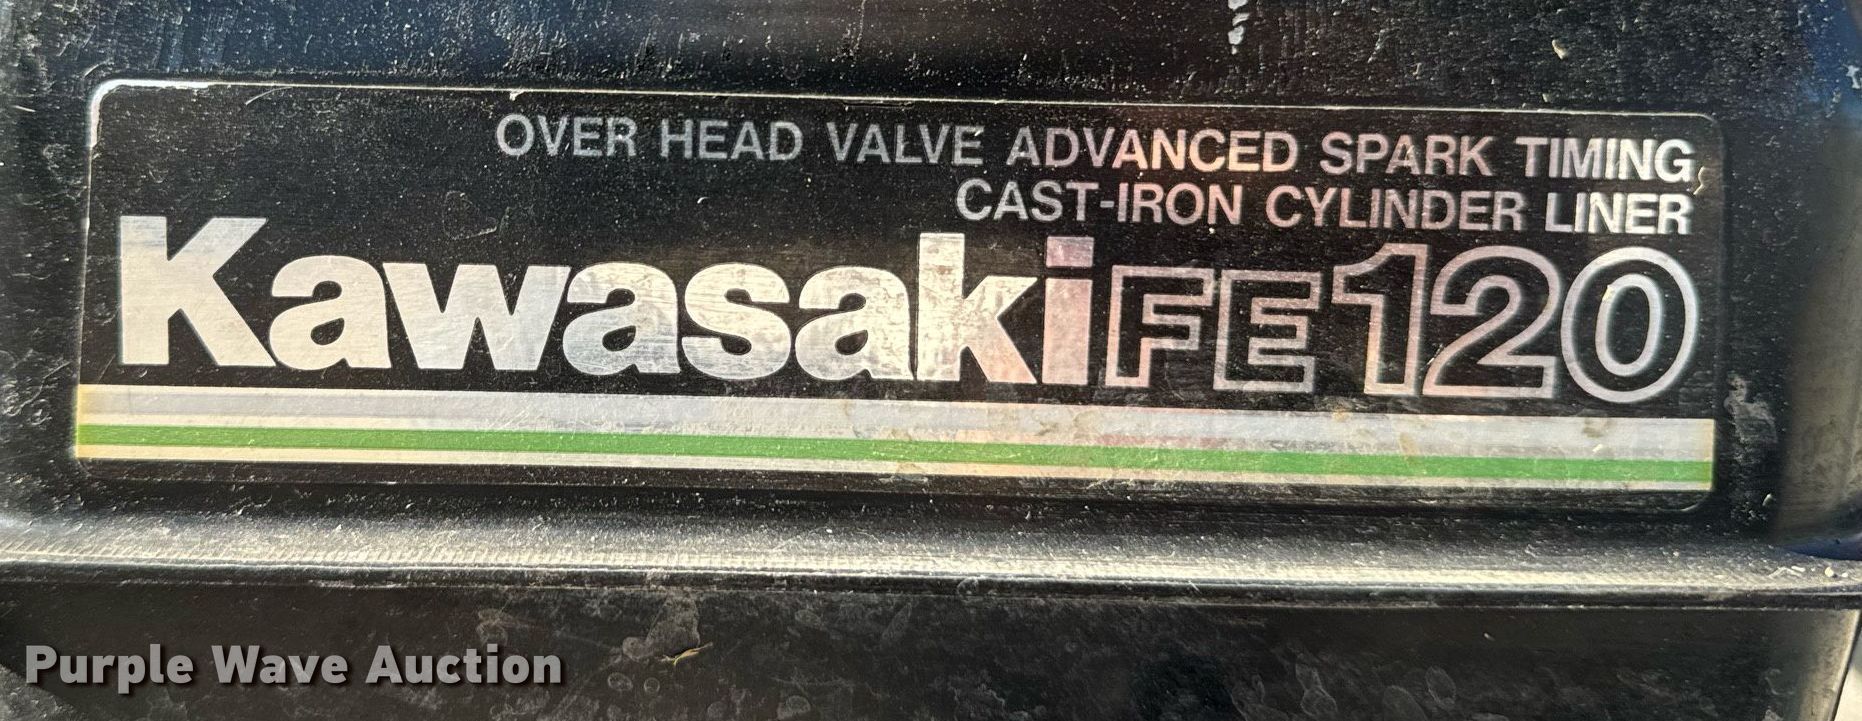 OVER HEAD VALVE ADVANCED SPARK TIMING
CAST-IRON CYLINDER LINER
Kawasaki FE120
Purple Wave Auction